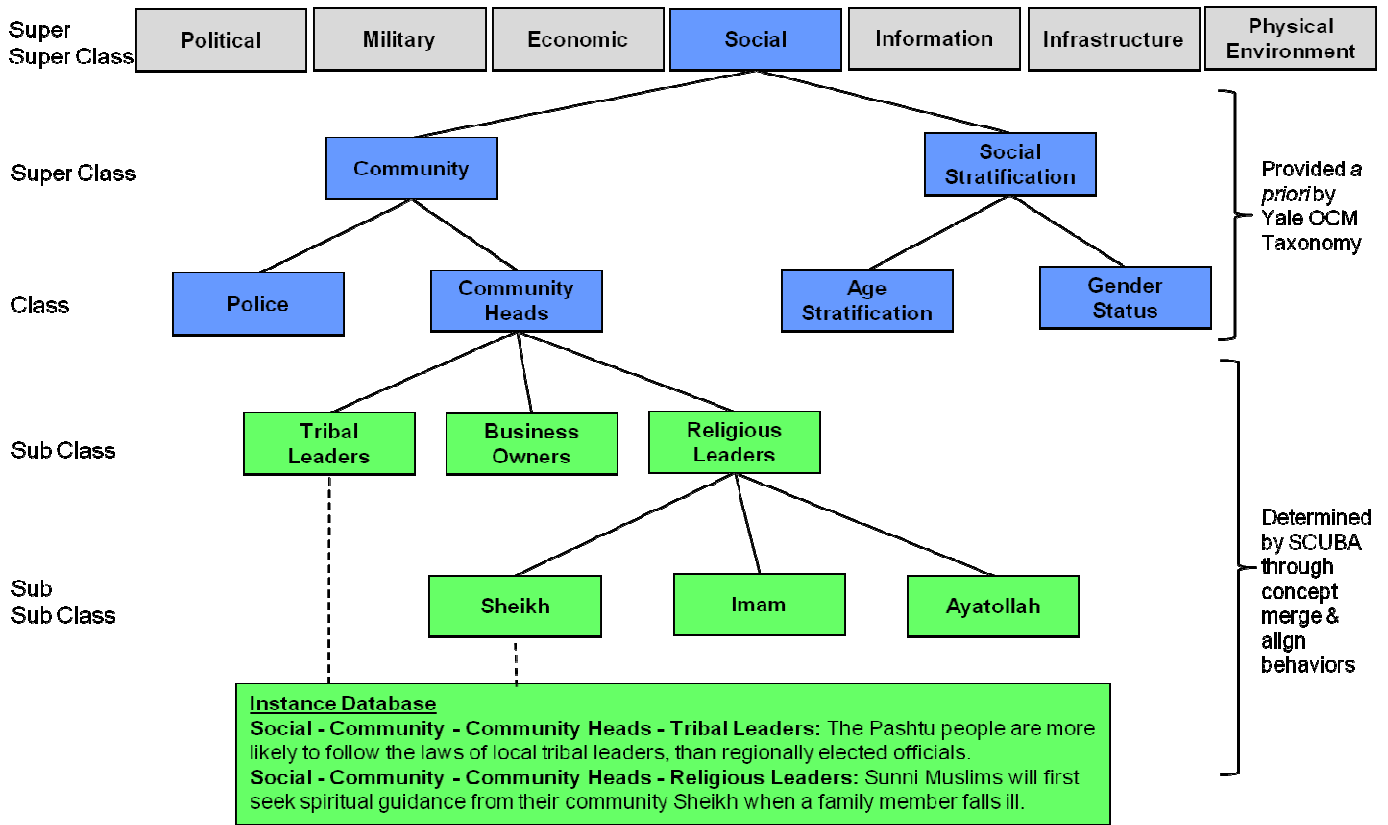 Super
Super Class
Political
Military
Economic
Social
Information
Infrastructure
Physical
Environment
Super Class
Community
Social
Stratification
Provided a
priori by
Yale OCM
Taxonomy
Class
Police
Community
Heads
Age
Stratification
Gender
Status
Sub Class
Tribal
Leaders
Business
Owners
Religious
Leaders
Determined
by SCUBA
through
concept
merge &
align
behaviors
Sub
Sub Class
Sheikh
Imam
Ayatollah
Instance Database
Social - Community - Community Heads - Tribal Leaders: The Pashtu people are more
likely to follow the laws of local tribal leaders, than regionally elected officials.
Social - Community - Community Heads - Religious Leaders: Sunni Muslims will first
seek spiritual guidance from their community Sheikh when a family member falls ill.